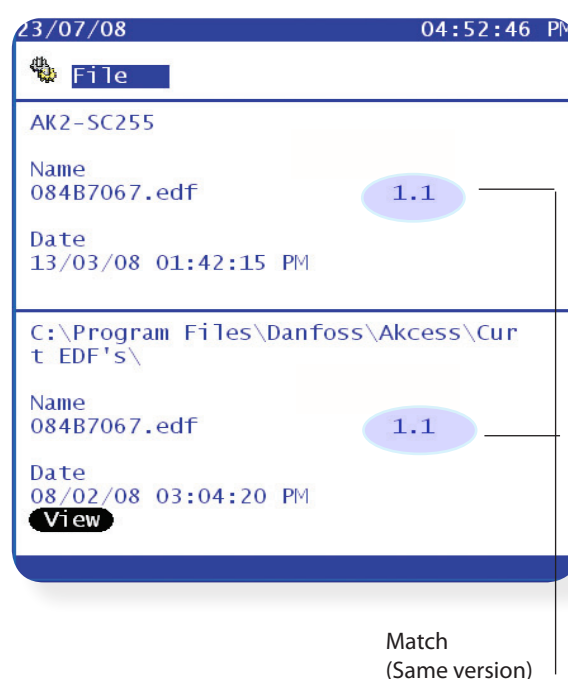 23/07/08 04:52:46 PM
File
AK2-SC255
Name
084B7067.edf 1.1
Date
13/03/08 01:42:15 PM
C:\Program Files\Danfoss\Akcess\Cur
t EDF's\
Name
084B7067.edf 1.1
Date
08/02/08 03:04:20 PM
View
Match
(Same version)